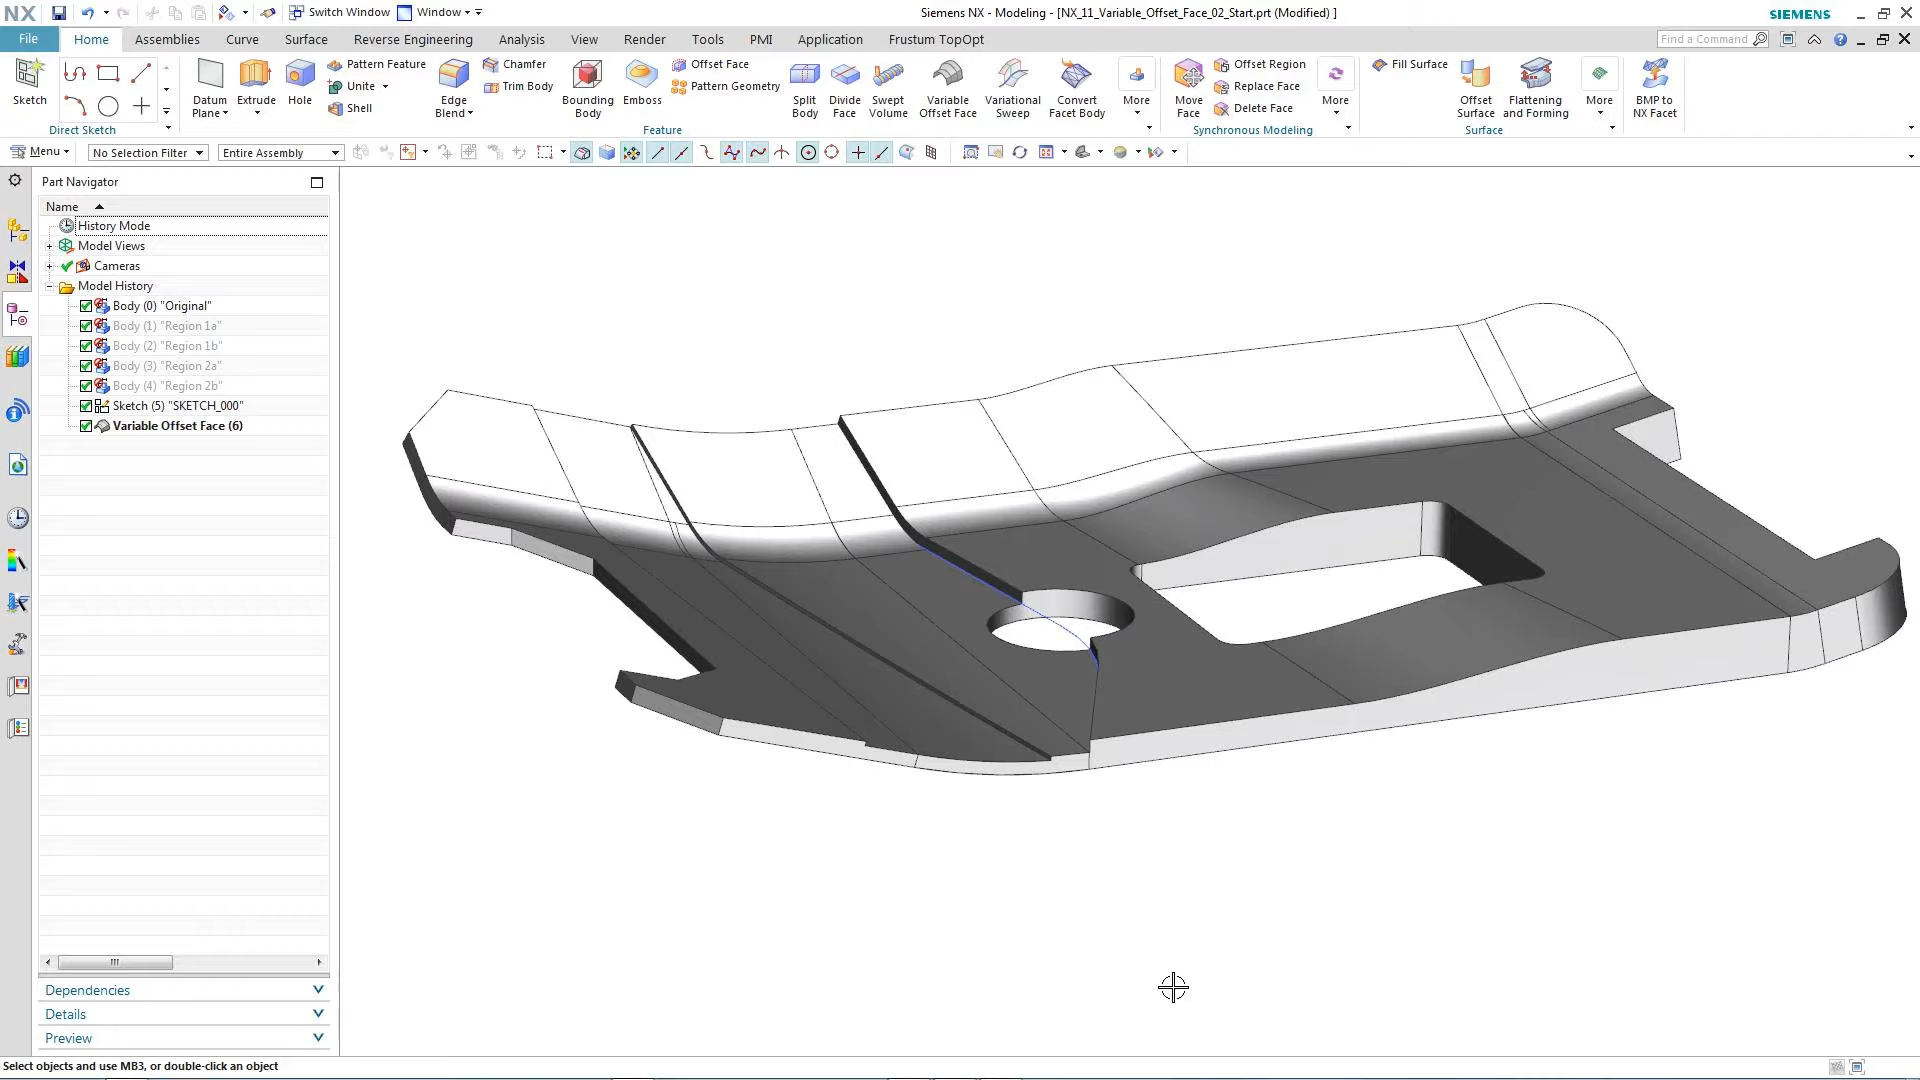 NX
Switch Window
Window
Siemens NX - Modeling - [NX_11_Variable_Offset_Face_02_Start.prt (Modified) ]
SIEMENS
File
Home
Assemblies
Curve
Surface
Reverse Engineering
Analysis
View
Render
Tools
PMI
Application
Frustum TopOpt
Find a Command
Sketch
Direct Sketch
Datum Plane
Extrude
Hole
Pattern Feature
Unite
Shell
Edge Blend
Chamfer
Trim Body
Bounding Body
Emboss
Offset Face
Pattern Geometry
Split Body
Divide Face
Swept Volume
Variable Offset Face
Variational Sweep
Convert Facet Body
More
Feature
Move Face
Offset Region
Replace Face
Delete Face
More
Synchronous Modeling
Fill Surface
Offset Surface
Flattening and Forming
More
Surface
BMP to NX Facet
Menu
No Selection Filter
Entire Assembly
Part Navigator
Name
History Mode
Model Views
Cameras
Model History
Body (0) "Original"
Body (1) "Region 1a"
Body (2) "Region 1b"
Body (3) "Region 2a"
Body (4) "Region 2b"
Sketch (5) "SKETCH_000"
Variable Offset Face (6)
Dependencies
Details
Preview
Select objects and use MB3, or double-click an object